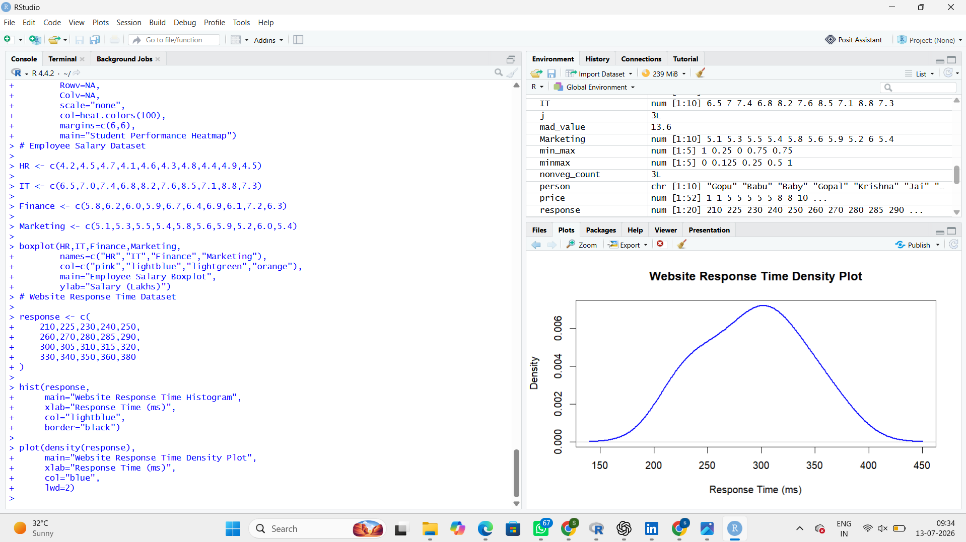 RStudio
File Edit Code View Plots Session Build Debug Profile Tools Help
Go to file/function Addins Posit Assistant Project: (None)
Console Terminal Background Jobs
R 4.4.2 · ~/
+ Rowv=NA,
+ Colv=NA,
+ scale="none",
+ col=heat.colors(100),
+ margins=c(6,6),
+ main="Student Performance Heatmap")
> # Employee Salary Dataset
>
> HR <- c(4.2,4.5,4.7,4.1,4.6,4.3,4.8,4.4,4.9,4.5)
>
> IT <- c(6.5,7.0,7.4,6.8,8.2,7.6,8.5,7.1,8.8,7.3)
>
> Finance <- c(5.8,6.2,6.0,5.9,6.7,6.4,6.9,6.1,7.2,6.3)
>
> Marketing <- c(5.1,5.3,5.5,5.4,5.8,5.6,5.9,5.2,6.0,5.4)
>
> boxplot(HR,IT,Finance,Marketing,
+ names=c("HR","IT","Finance","Marketing"),
+ col=c("pink","lightblue","lightgreen","orange"),
+ main="Employee Salary Boxplot",
+ ylab="Salary (Lakhs)")
> # Website Response Time Dataset
>
> response <- c(
+ 210,225,230,240,250,
+ 260,270,280,285,290,
+ 300,305,310,315,320,
+ 330,340,350,360,380
+ )
>
> hist(response,
+ main="Website Response Time Histogram",
+ xlab="Response Time (ms)",
+ col="lightblue",
+ border="black")
>
> plot(density(response),
+ main="Website Response Time Density Plot",
+ xlab="Response Time (ms)",
+ col="blue",
+ lwd=2)
>
Environment History Connections Tutorial
Import Dataset 239 MiB List
R Global Environment
IT num [1:10] 6.5 7 7.4 6.8 8.2 7.6 8.5 7.1 8.8 7.3
j 3L
mad_value 13.6
Marketing num [1:10] 5.1 5.3 5.5 5.4 5.8 5.6 5.9 5.2 6 5.4
min_max num [1:5] 1 0.25 0 0.75 0.75
minmax num [1:5] 0 0.125 0.25 0.5 1
nonveg_count 3L
person chr [1:10] "Gopu" "Babu" "Baby" "Gopal" "Krishna" "Jai" "
price num [1:52] 1 1 5 5 5 5 5 8 8 10 ...
response num [1:20] 210 225 230 240 250 260 270 280 285 290 ...
Files Plots Packages Help Viewer Presentation
Zoom Export Publish
Website Response Time Density Plot
Density
0.006
0.004
0.002
0.000
150 200 250 300 350 400 450
Response Time (ms)
32°C
Sunny
Search
67
ENG
IN
09:34
13-07-2026